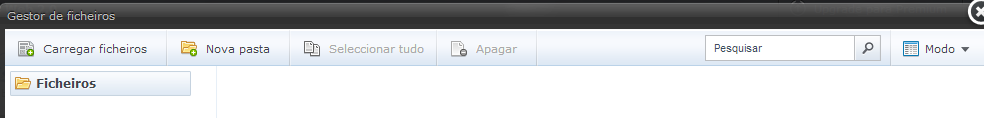 Gestor de ficheiros
Carregar ficheiros Nova pasta Seleccionar tudo Apagar Pesquisar Modo
Ficheiros